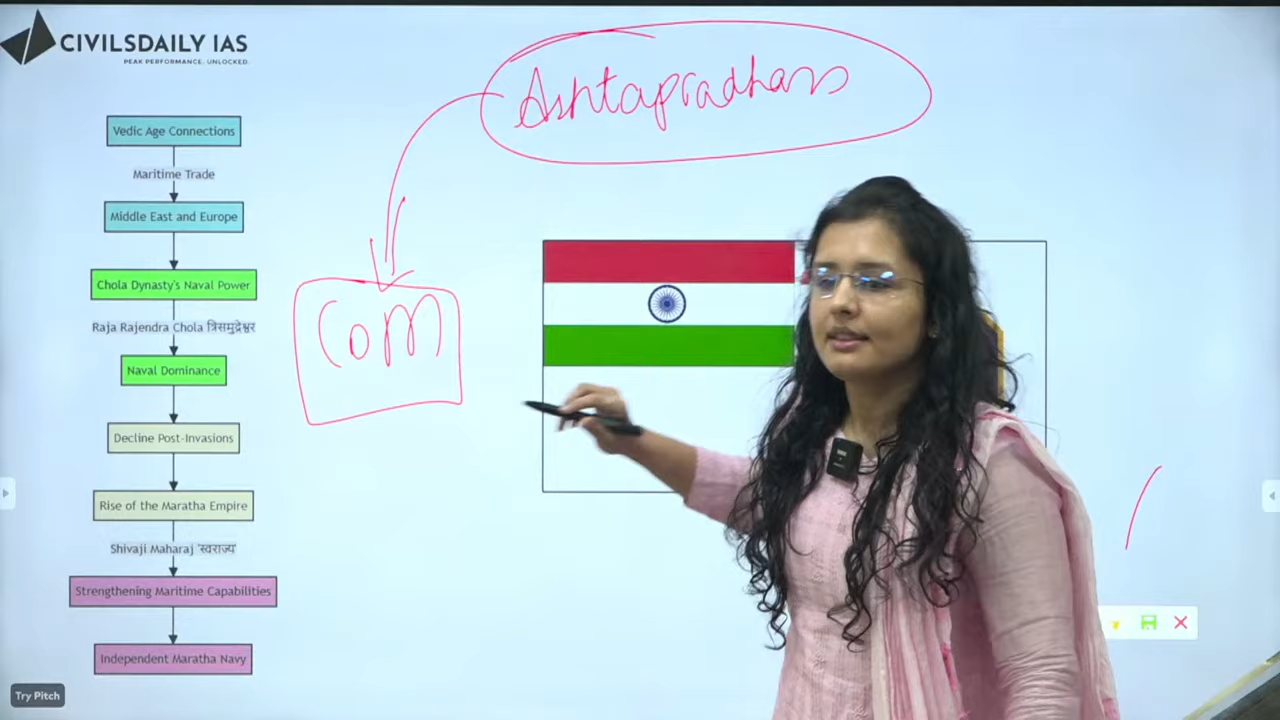 CIVILSDAILY IAS
PEAK PERFORMANCE. UNLOCKED.
Ashtapradhans
Vedic Age Connections
Maritime Trade
Middle East and Europe
Chola Dynasty's Naval Power
Raja Rajendra Chola त्रिसमुद्रेश्वर
Naval Dominance
Decline Post-Invasions
Rise of the Maratha Empire
Shivaji Maharaj 'स्वराज्य'
Strengthening Maritime Capabilities
Independent Maratha Navy
CoM
Try Pitch